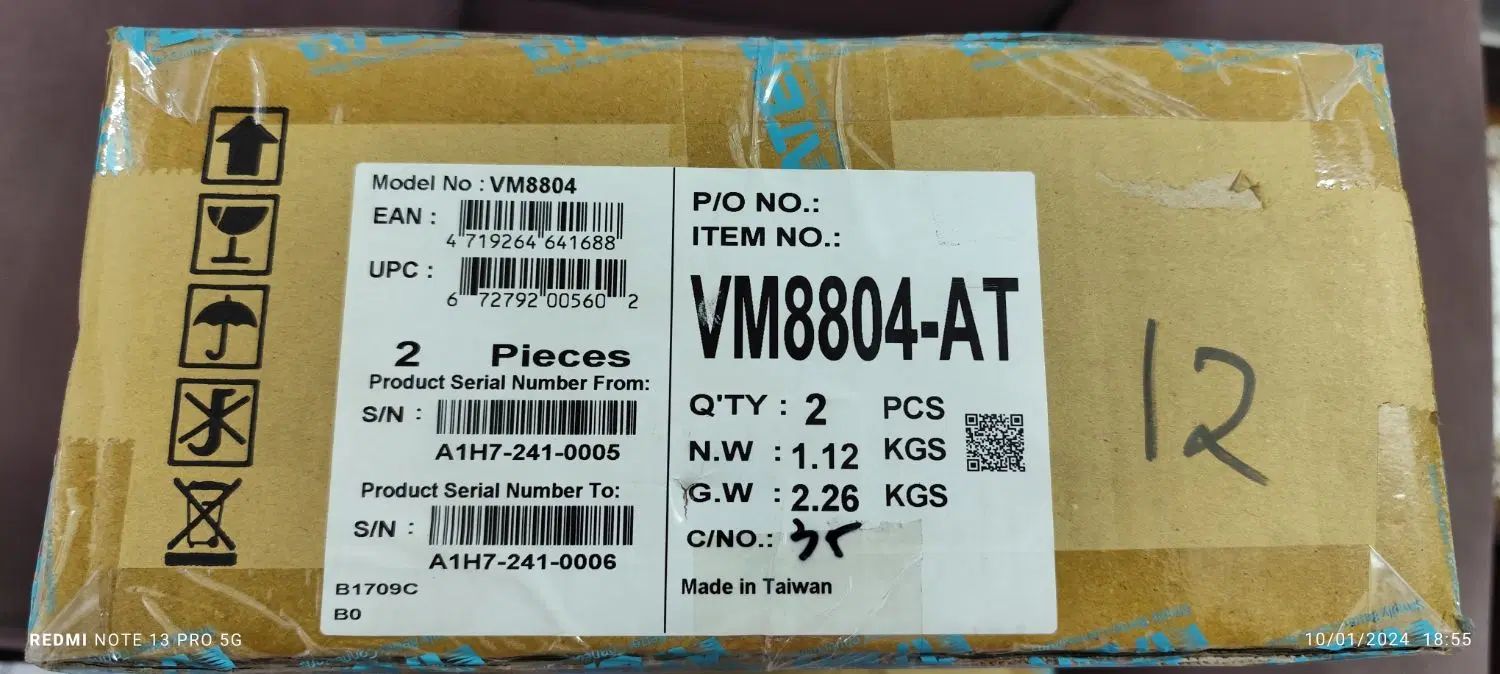 ATEN
Model No : VM8804
EAN :
4 719264 641688
UPC :
6 72792 00560 2
2 Pieces
Product Serial Number From:
S/N :
A1H7-241-0005
Product Serial Number To:
S/N :
A1H7-241-0006
B1709C
B0
P/O NO.:
ITEM NO.:
VM8804-AT
Q'TY : 2 PCS
N.W : 1.12 KGS
G.W : 2.26 KGS
C/NO.: 35
Made in Taiwan
12
Simply Better
REDMI NOTE 13 PRO 5G
10/01/2024 18:55